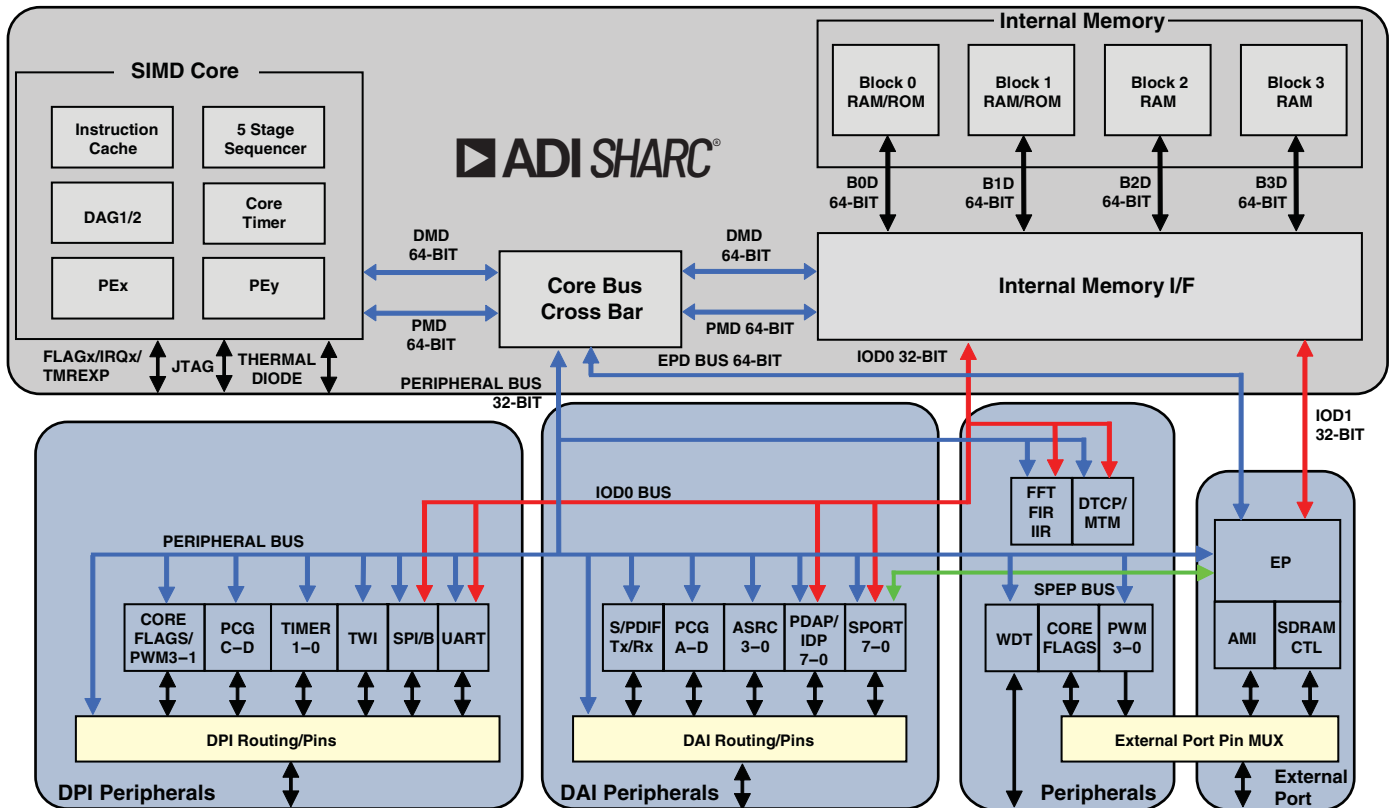 Internal Memory
SIMD Core
Block 0
RAM/ROM
Block 1
RAM/ROM
Block 2
RAM
Block 3
RAM
Instruction
Cache
5 Stage
Sequencer
ADI SHARC®
DAG1/2
Core
Timer
PEx
PEy
B0D
64-BIT
B1D
64-BIT
B2D
64-BIT
B3D
64-BIT
DMD
64-BIT
DMD
64-BIT
Core Bus
Cross Bar
Internal Memory I/F
PMD
64-BIT
PMD 64-BIT
FLAGx/IRQx/
TMREXP
JTAG
THERMAL
DIODE
EPD BUS 64-BIT
IOD0 32-BIT
PERIPHERAL BUS
32-BIT
IOD1
32-BIT
IOD0 BUS
FFT
FIR
IIR
DTCP/
MTM
PERIPHERAL BUS
EP
SPEP BUS
CORE
FLAGS/
PWM3–1
PCG
C–D
TIMER
1–0
TWI
SPI/B
UART
S/PDIF
Tx/Rx
PCG
A–D
ASRC
3–0
PDAP/
IDP
7–0
SPORT
7–0
WDT
CORE
FLAGS
PWM
3–0
AMI
SDRAM
CTL
DPI Routing/Pins
DAI Routing/Pins
External Port Pin MUX
DPI Peripherals
DAI Peripherals
Peripherals
External
Port